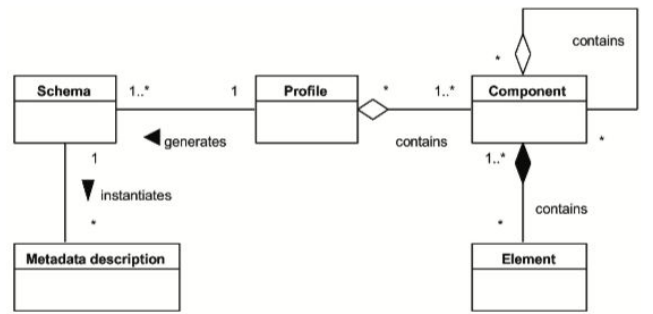 contains
*
Schema
1..*
1
Profile
*
1..*
Component
generates
contains
*
1
1..*
instantiates
contains
*
*
Metadata description
Element